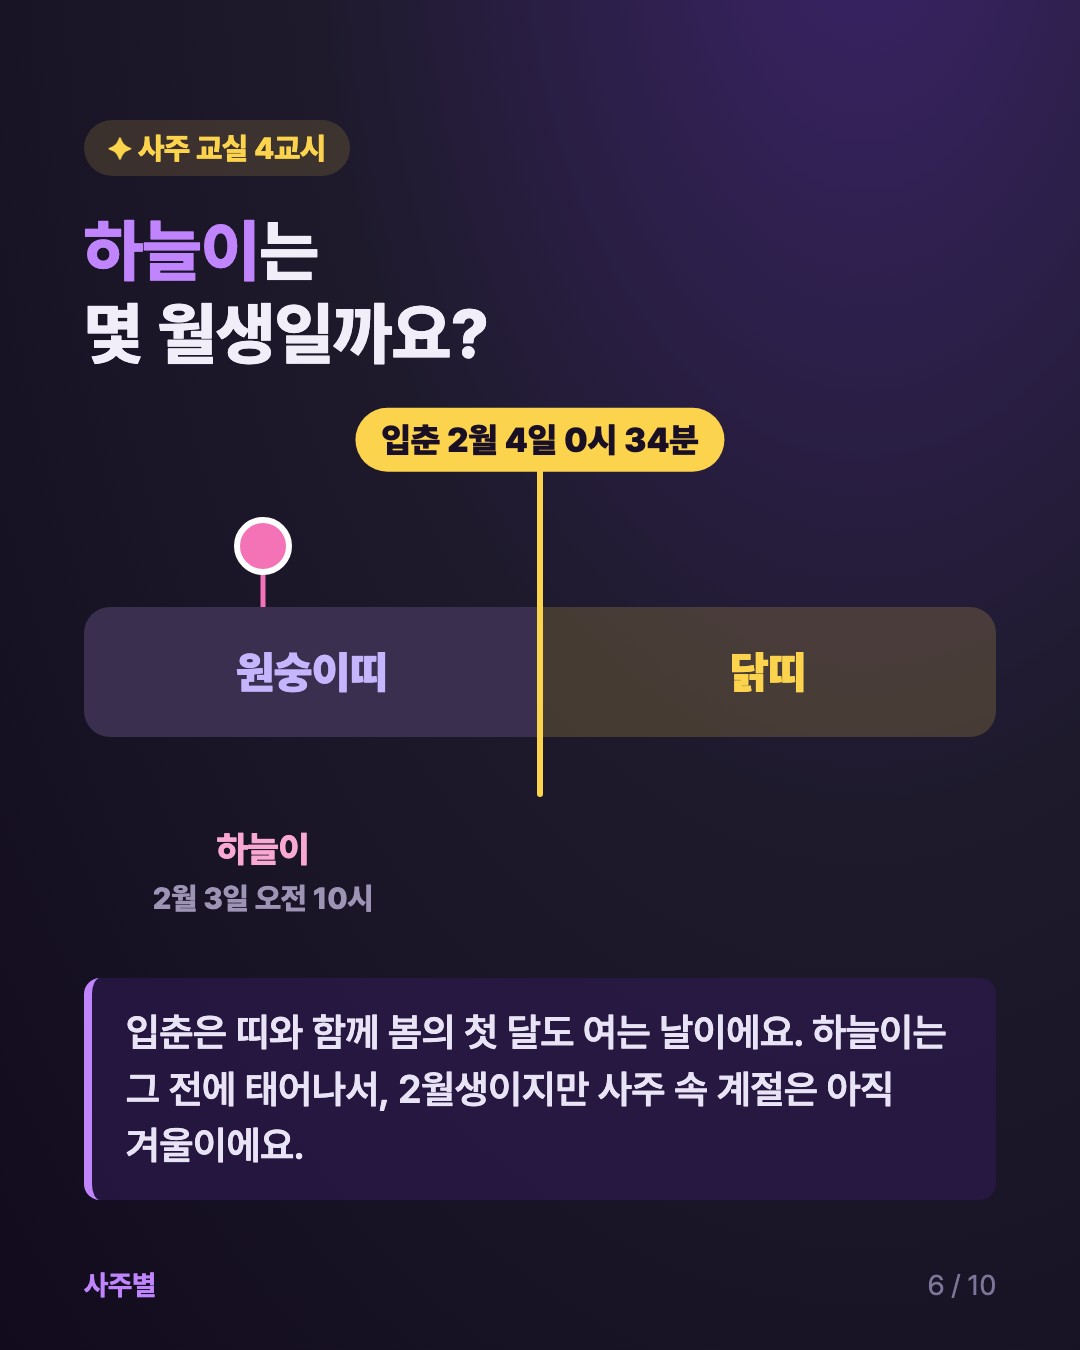 ✦ 사주 교실 4교시
하늘이는
몇 월생일까요?
입춘 2월 4일 0시 34분
원숭이띠
닭띠
하늘이
2월 3일 오전 10시
입춘은 띠와 함께 봄의 첫 달도 여는 날이에요. 하늘이는
그 전에 태어나서, 2월생이지만 사주 속 계절은 아직
겨울이에요.
사주별
6 / 10